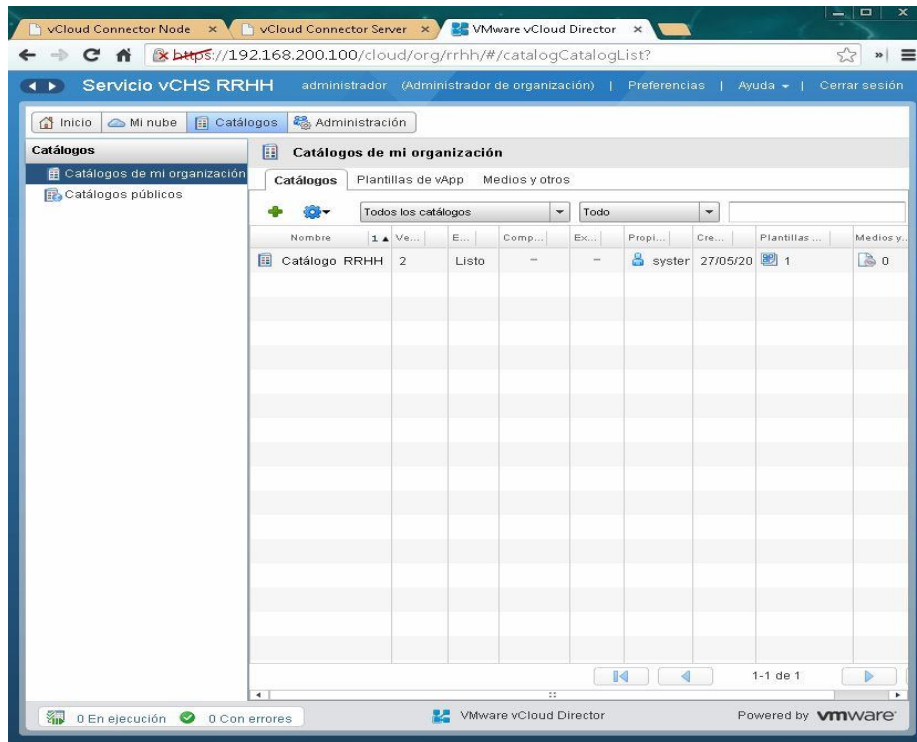 vCloud Connector Node × vCloud Connector Server × VMware vCloud Director ×
https://192.168.200.100/cloud/org/rrhh/#/catalogCatalogList?
Servicio vCHS RRHH administrador (Administrador de organización) | Preferencias | Ayuda | Cerrar sesión
Inicio Mi nube Catálogos Administración
Catálogos
Catálogos de mi organización
Catálogos públicos
Catálogos de mi organización
Catálogos Plantillas de vApp Medios y otros
Todos los catálogos Todo
Nombre 1 ▲ Ve... E... Comp... Ex... Propi... Cre... Plantillas ... Medios y...
Catálogo RRHH 2 Listo – – syster 27/05/20 1 0
1-1 de 1
0 En ejecución 0 Con errores VMware vCloud Director Powered by vmware